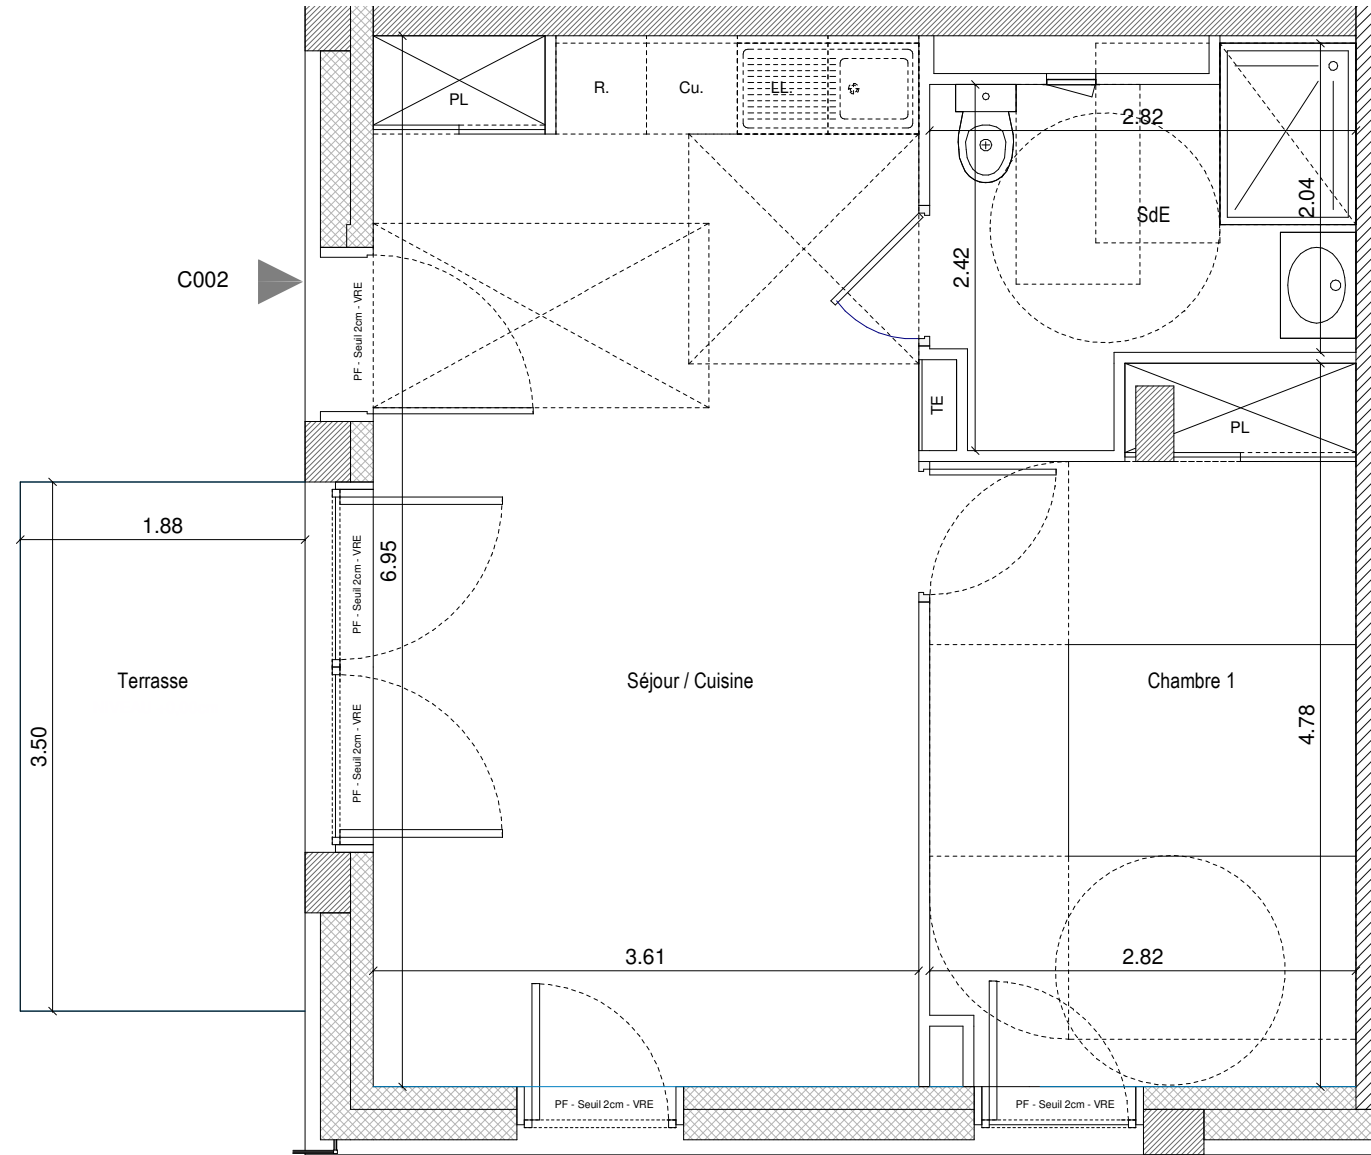 PL
R.
Cu.
LL.
2.82
2.04
SdE
2.42
C002
PF - Seuil 2cm - VRE
TE
PL
1.88
6.95
PF - Seuil 2cm - VRE
Terrasse
Séjour / Cuisine
Chambre 1
3.50
PF - Seuil 2cm - VRE
4.78
3.61
2.82
PF - Seuil 2cm - VRE
PF - Seuil 2cm - VRE